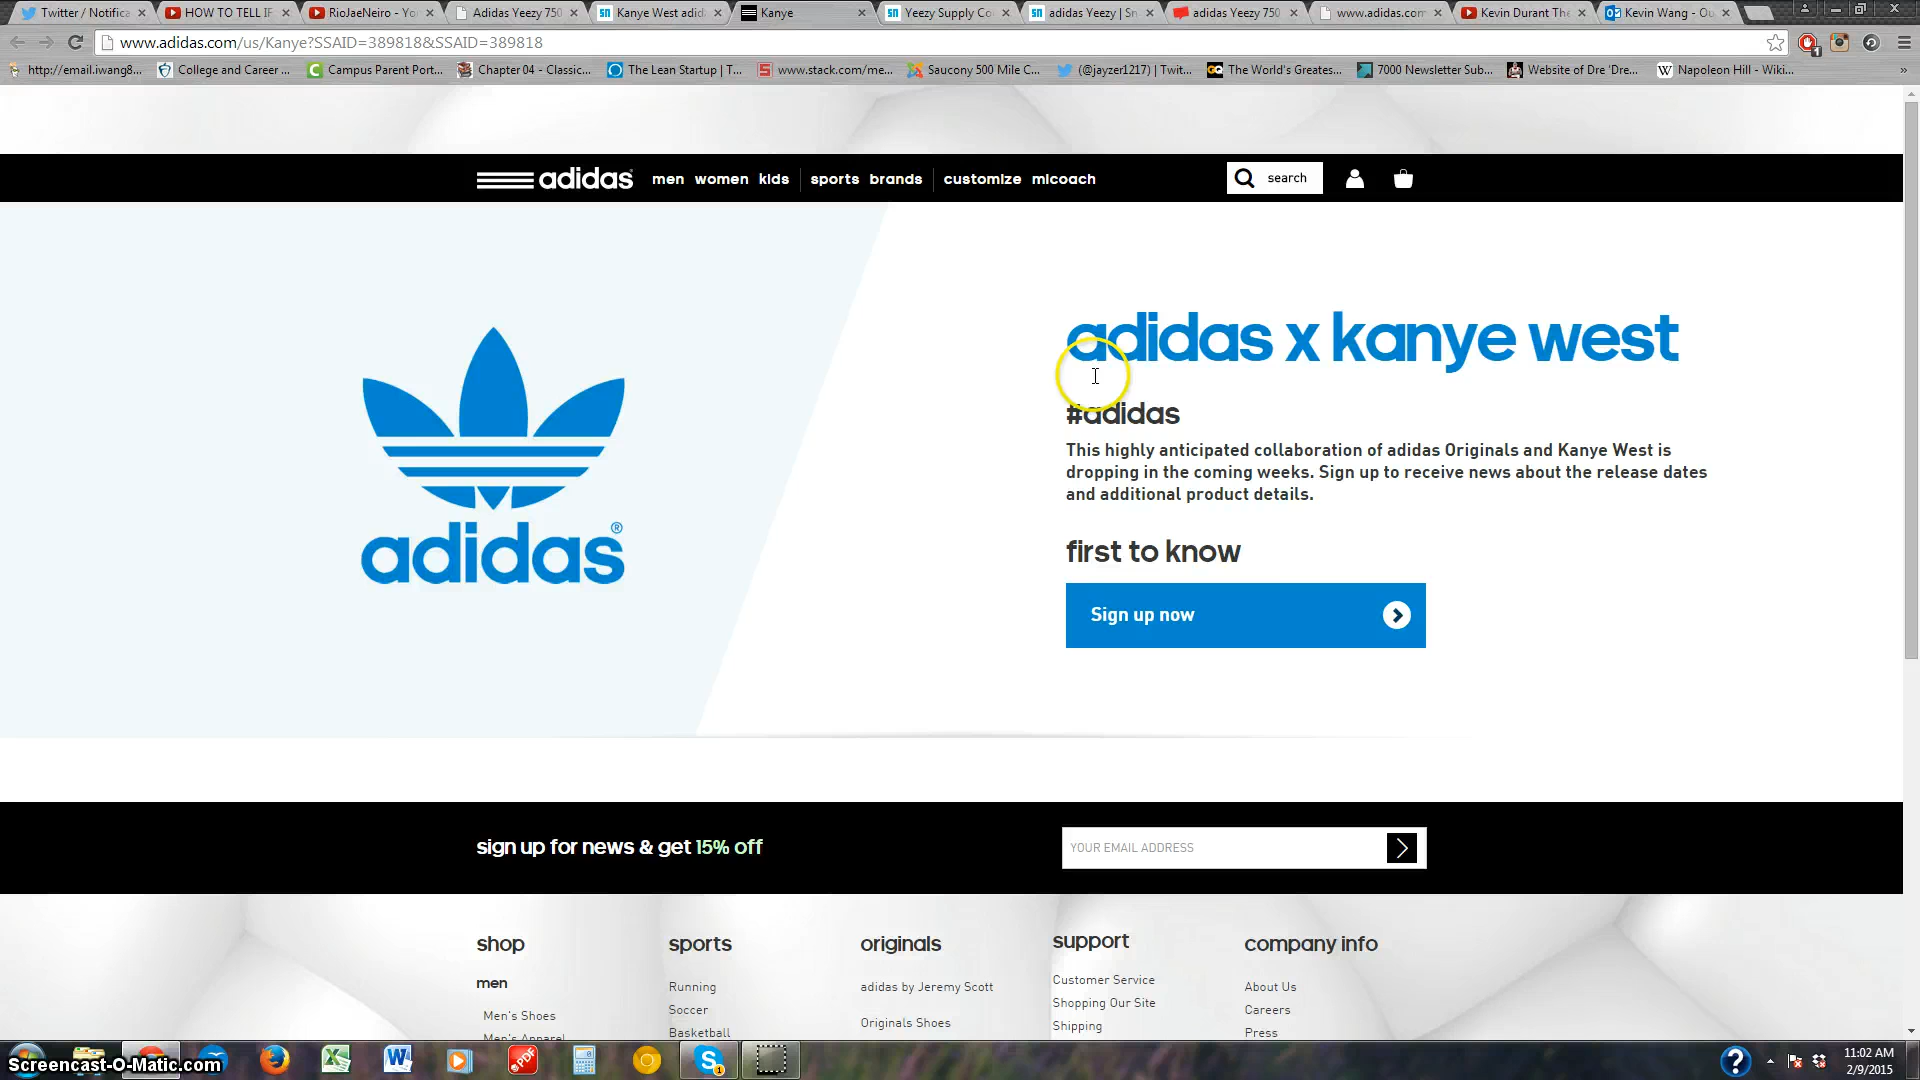 Twitter / Notifica
HOW TO TELL IF
RioJaeNeiro - Yo
Adidas Yeezy 750
Kanye West adid
Kanye
Yeezy Supply Co
adidas Yeezy | Sn
adidas Yeezy 750
www.adidas.com
Kevin Durant The
Kevin Wang - Ou
www.adidas.com/us/Kanye?SSAID=389818&SSAID=389818
http://email.iwang8...
College and Career ...
Campus Parent Port...
Chapter 04 - Classic...
The Lean Startup | T...
www.stack.com/me...
Saucony 500 Mile C...
(@jayzer1217) | Twit...
The World's Greates...
7000 Newsletter Sub...
Website of Dre 'Dre...
Napoleon Hill - Wiki...
adidas men women kids sports brands customize micoach search
adidas x kanye west
#adidas
This highly anticipated collaboration of adidas Originals and Kanye West is
dropping in the coming weeks. Sign up to receive news about the release dates
and additional product details.
adidas®
first to know
Sign up now
sign up for news & get 15% off
YOUR EMAIL ADDRESS
shop
men
Men's Shoes
Men's Apparel
sports
Running
Soccer
Basketball
originals
adidas by Jeremy Scott
Originals Shoes
support
Customer Service
Shopping Our Site
Shipping
company info
About Us
Careers
Press
Screencast-O-Matic.com
11:02 AM
2/9/2015